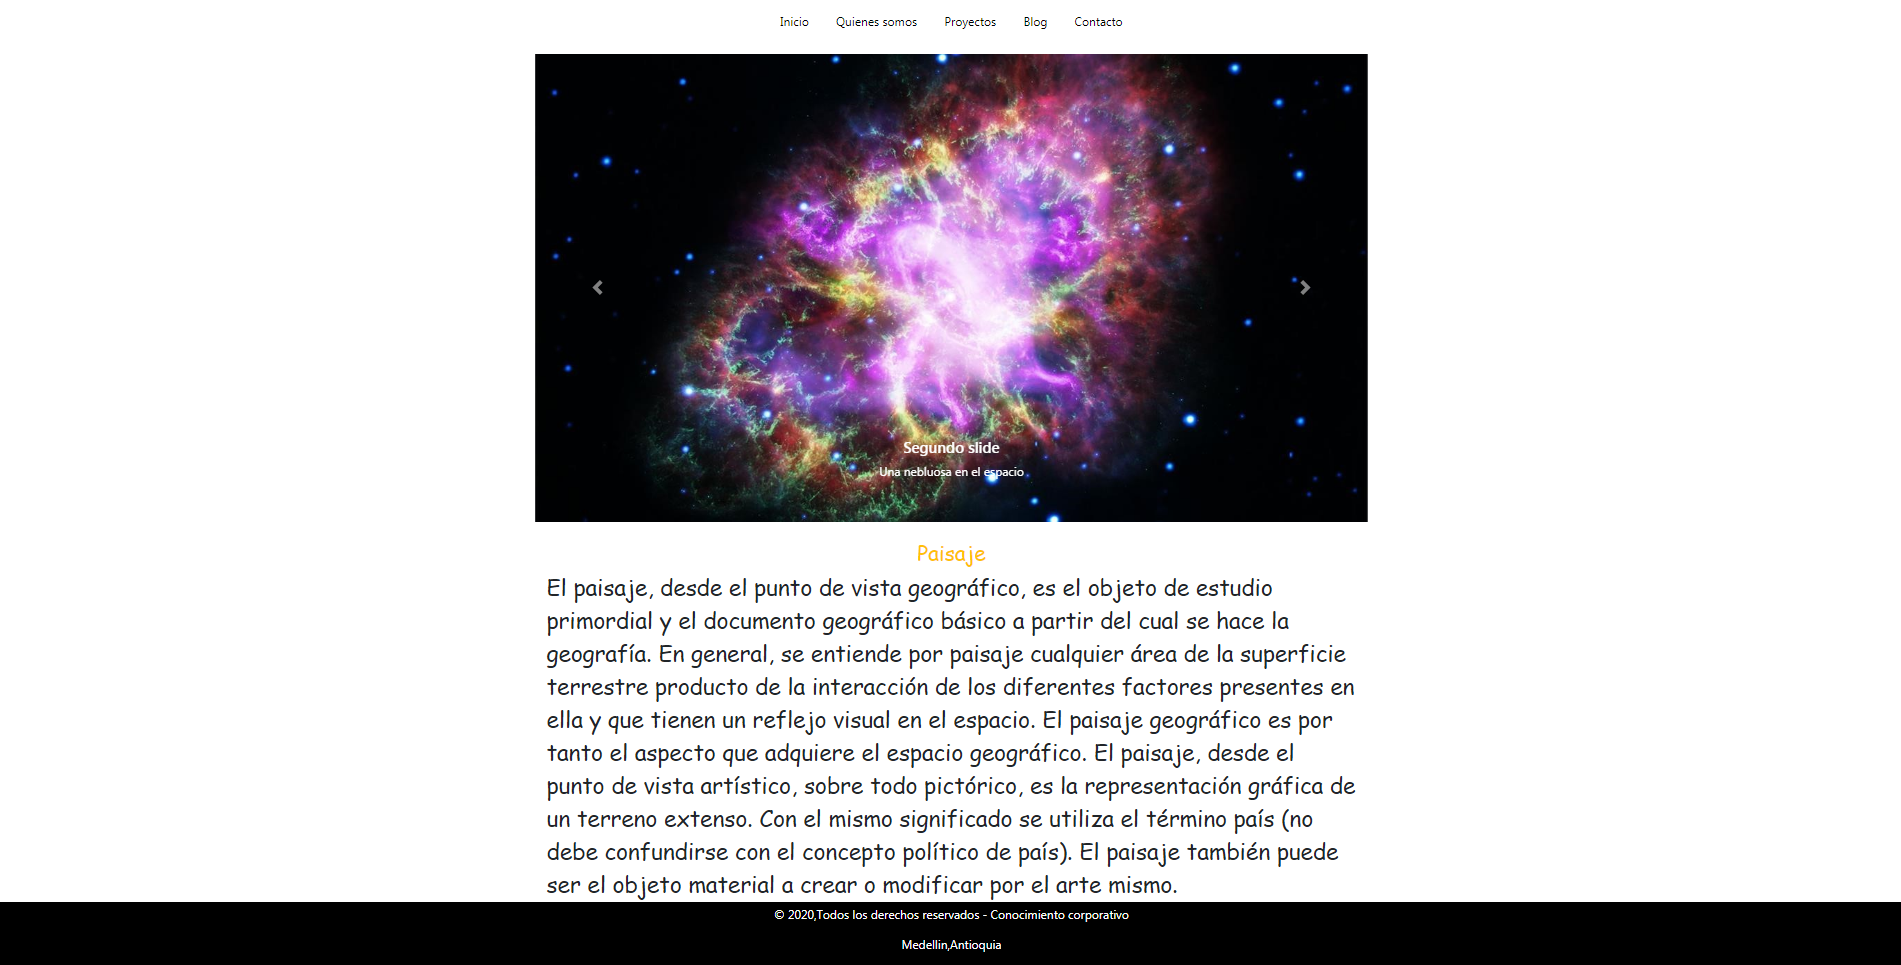 Inicio Quienes somos Proyectos Blog Contacto
Segundo slide
Una nebluosa en el espacio
Paisaje
El paisaje, desde el punto de vista geográfico, es el objeto de estudio
primordial y el documento geográfico básico a partir del cual se hace la
geografía. En general, se entiende por paisaje cualquier área de la superficie
terrestre producto de la interacción de los diferentes factores presentes en
ella y que tienen un reflejo visual en el espacio. El paisaje geográfico es por
tanto el aspecto que adquiere el espacio geográfico. El paisaje, desde el
punto de vista artístico, sobre todo pictórico, es la representación gráfica de
un terreno extenso. Con el mismo significado se utiliza el término país (no
debe confundirse con el concepto político de país). El paisaje también puede
ser el objeto material a crear o modificar por el arte mismo.
© 2020,Todos los derechos reservados - Conocimiento corporativo
Medellin,Antioquia